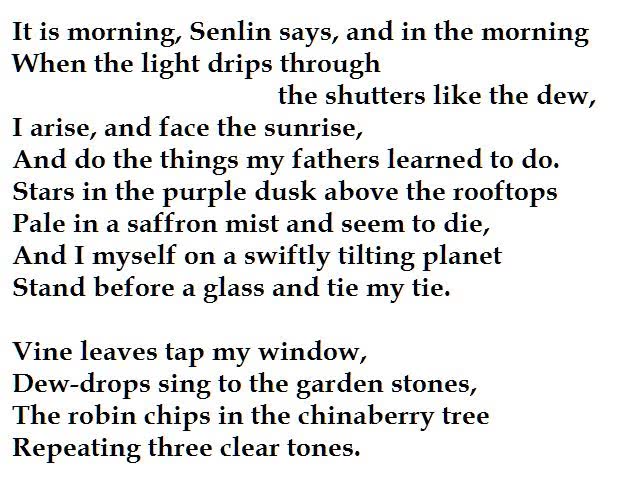 It is morning, Senlin says, and in the morning
When the light drips through
the shutters like the dew,
I arise, and face the sunrise,
And do the things my fathers learned to do.
Stars in the purple dusk above the rooftops
Pale in a saffron mist and seem to die,
And I myself on a swiftly tilting planet
Stand before a glass and tie my tie.

Vine leaves tap my window,
Dew-drops sing to the garden stones,
The robin chips in the chinaberry tree
Repeating three clear tones.